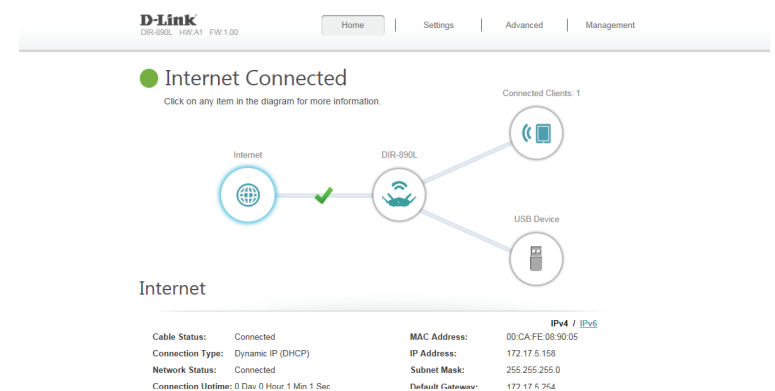 D-Link
DIR-890L HW:A1 FW:1.00
Home Settings Advanced Management
Internet Connected
Click on any item in the diagram for more information.
Connected Clients: 1
Internet DIR-890L
USB Device
Internet
IPv4 / IPv6
Cable Status: Connected MAC Address: 00:CA:FE:08:90:05
Connection Type: Dynamic IP (DHCP) IP Address: 172.17.5.158
Network Status: Connected Subnet Mask: 255.255.255.0
Connection Uptime: 0 Day 0 Hour 1 Min 1 Sec Default Gateway: 172.17.5.254